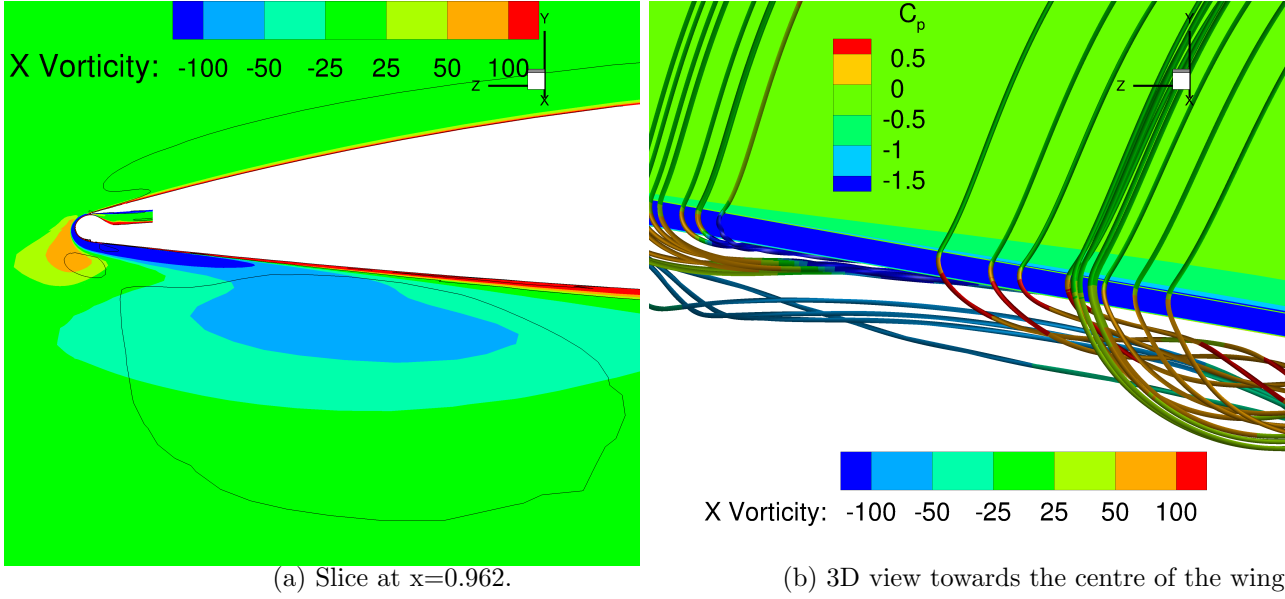 X Vorticity: -100 -50 -25 25 50 100
Y
Z
X
(a) Slice at x=0.962.
Cp
0.5
0
-0.5
-1
-1.5
Y
Z
X
X Vorticity: -100 -50 -25 25 50 100
(b) 3D view towards the centre of the wing